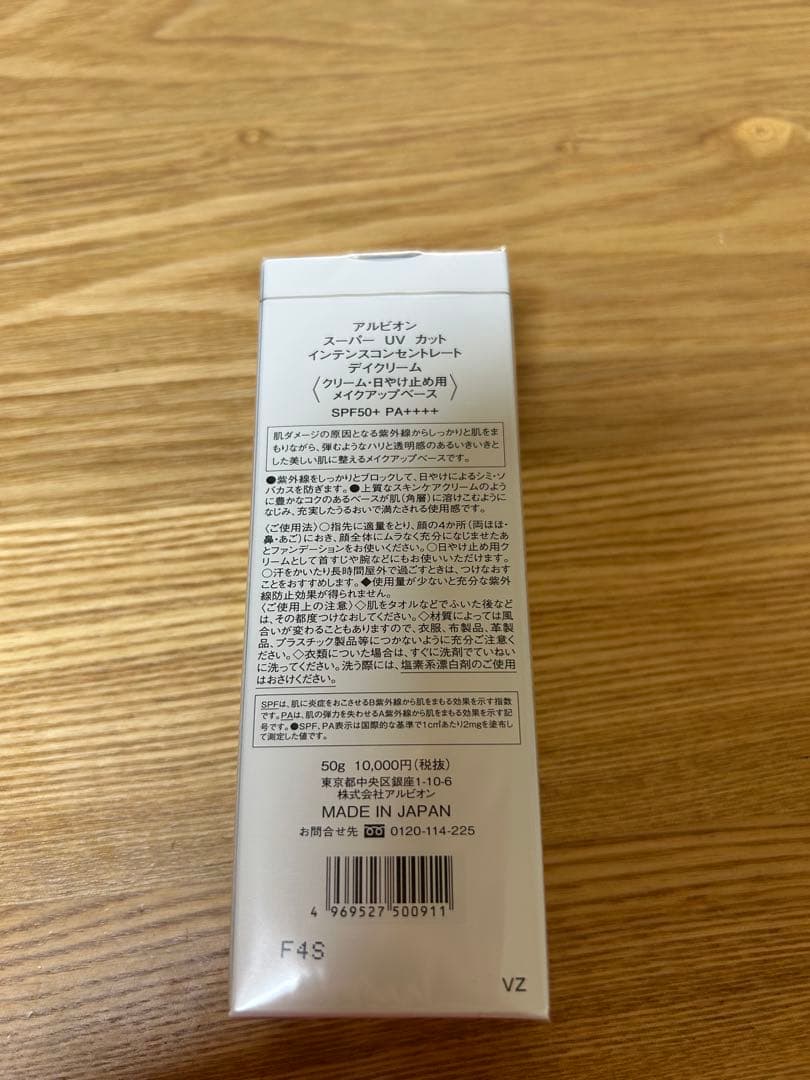 アルビオン
スーパー UV カット
インテンスコンセントレート
デイクリーム
〈クリーム・日やけ止め用
メイクアップベース〉
SPF50+ PA++++
肌ダメージの原因となる紫外線からしっかりと肌をま
もりながら、弾むようなハリと透明感のあるいきいきと
した美しい肌に整えるメイクアップベースです。
●紫外線をしっかりとブロックして、日やけによるシミ・ソ
バカスを防ぎます。●上質なスキンケアクリームのよう
に豊かなコクのあるベースが肌(角層)に溶けこむように
なじみ、充実したうるおいで満たされる使用感です。
〈ご使用法〉○指先に適量をとり、顔の4か所(両ほほ・
鼻・あご)におき、顔全体にムラなく充分になじませたあ
とファンデーションをお使いください。○日やけ止め用ク
リームとして首すじや腕などにもお使いいただけます。
○汗をかいたり長時間屋外で過ごすときは、つけなおす
ことをおすすめします。◆使用量が少ないと充分な紫外
線防止効果が得られません。
〈ご使用上の注意〉◇肌をタオルなどでふいた後など
は、その都度つけなおしてください。◇材質によっては風
合いが変わることもありますので、衣服、布製品、革製
品、プラスチック製品等につかないように充分ご注意く
ださい。◇衣類についた場合は、すぐに洗剤でていねい
に洗ってください。洗う際には、塩素系漂白剤のご使用
はおさけください。
SPFは、肌に炎症をおこさせるB紫外線から肌をまもる効果を示す指数
です。PAは、肌の弾力を失わせるA紫外線から肌をまもる効果を示す記
号です。●SPF、PA表示は国際的な基準で1c㎡あたり2mgを塗布し
て測定した値です。
50g 10,000円(税抜)
東京都中央区銀座1-10-6
株式会社アルビオン
MADE IN JAPAN
お問合せ先 0120-114-225
4 969527 500911
F4S
VZ